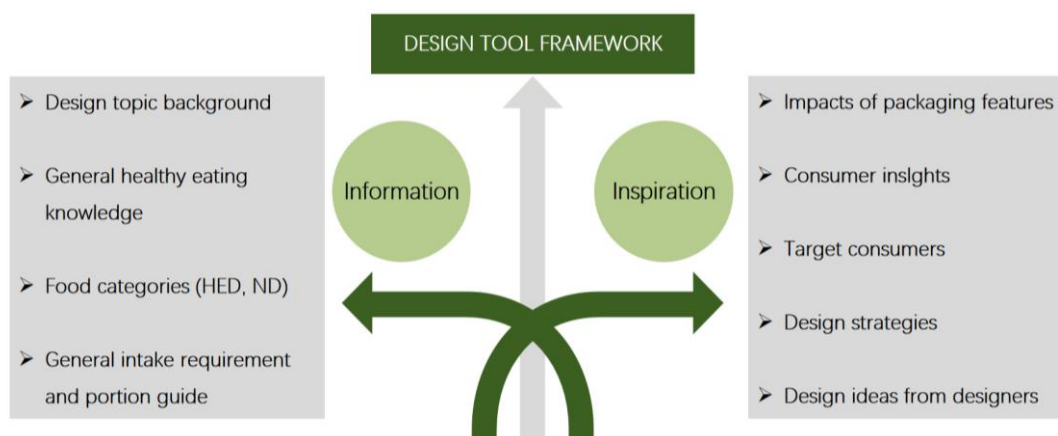 DESIGN TOOL FRAMEWORK
➢ Design topic background
➢ General healthy eating
knowledge
➢ Food categories (HED, ND)
➢ General intake requirement
and portion guide
Information
Inspiration
➢ Impacts of packaging features
➢ Consumer inslghts
➢ Target consumers
➢ Design strategies
➢ Design ideas from designers